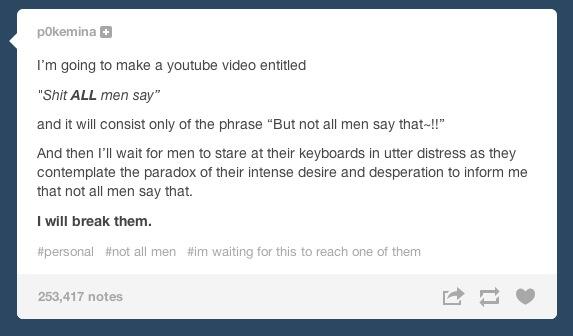 p0kemina
I'm going to make a youtube video entitled
"Shit ALL men say”
and it will consist only of the phrase “But not all men say that~!!”
And then I'll wait for men to stare at their keyboards in utter distress as they
contemplate the paradox of their intense desire and desperation to inform me
that not all men say that.
I will break them.
#personal #not all men #im waiting for this to reach one of them
253,417 notes